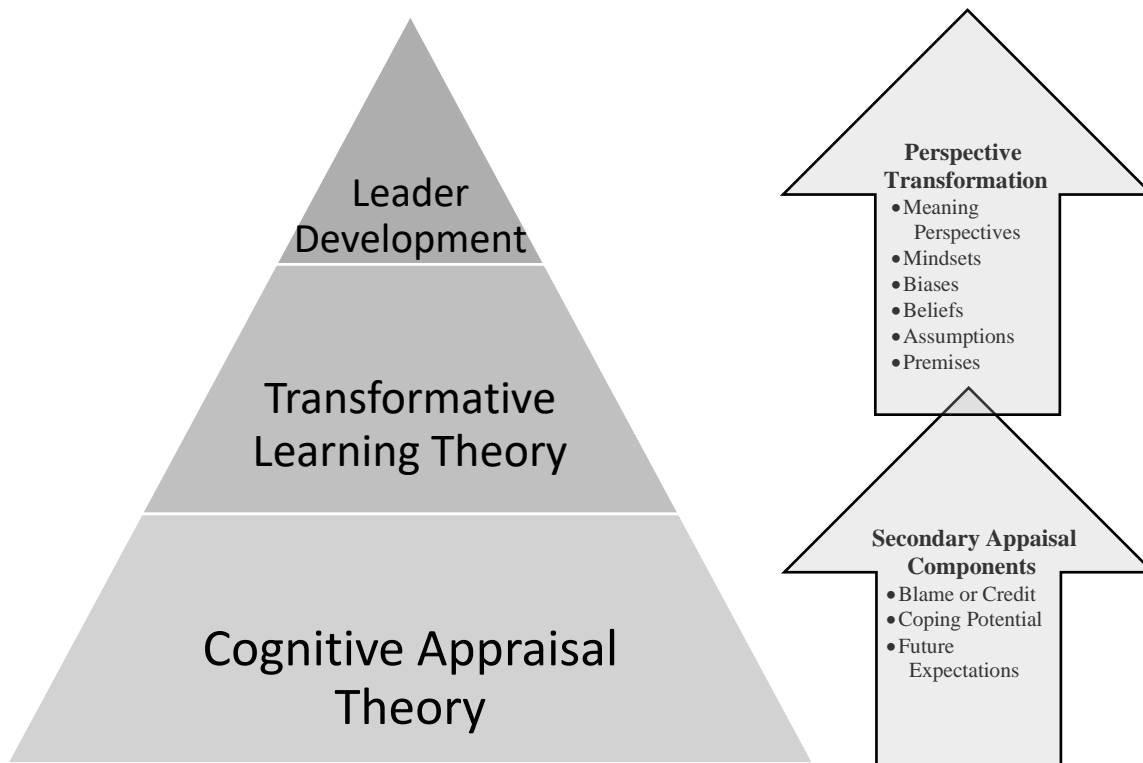 Leader
Development
Transformative
Learning Theory
Cognitive Appraisal
Theory
Perspective
Transformation
•Meaning
Perspectives
•Mindsets
•Biases
•Beliefs
•Assumptions
•Premises
Secondary Appaisal
Components
•Blame or Credit
•Coping Potential
•Future
Expectations